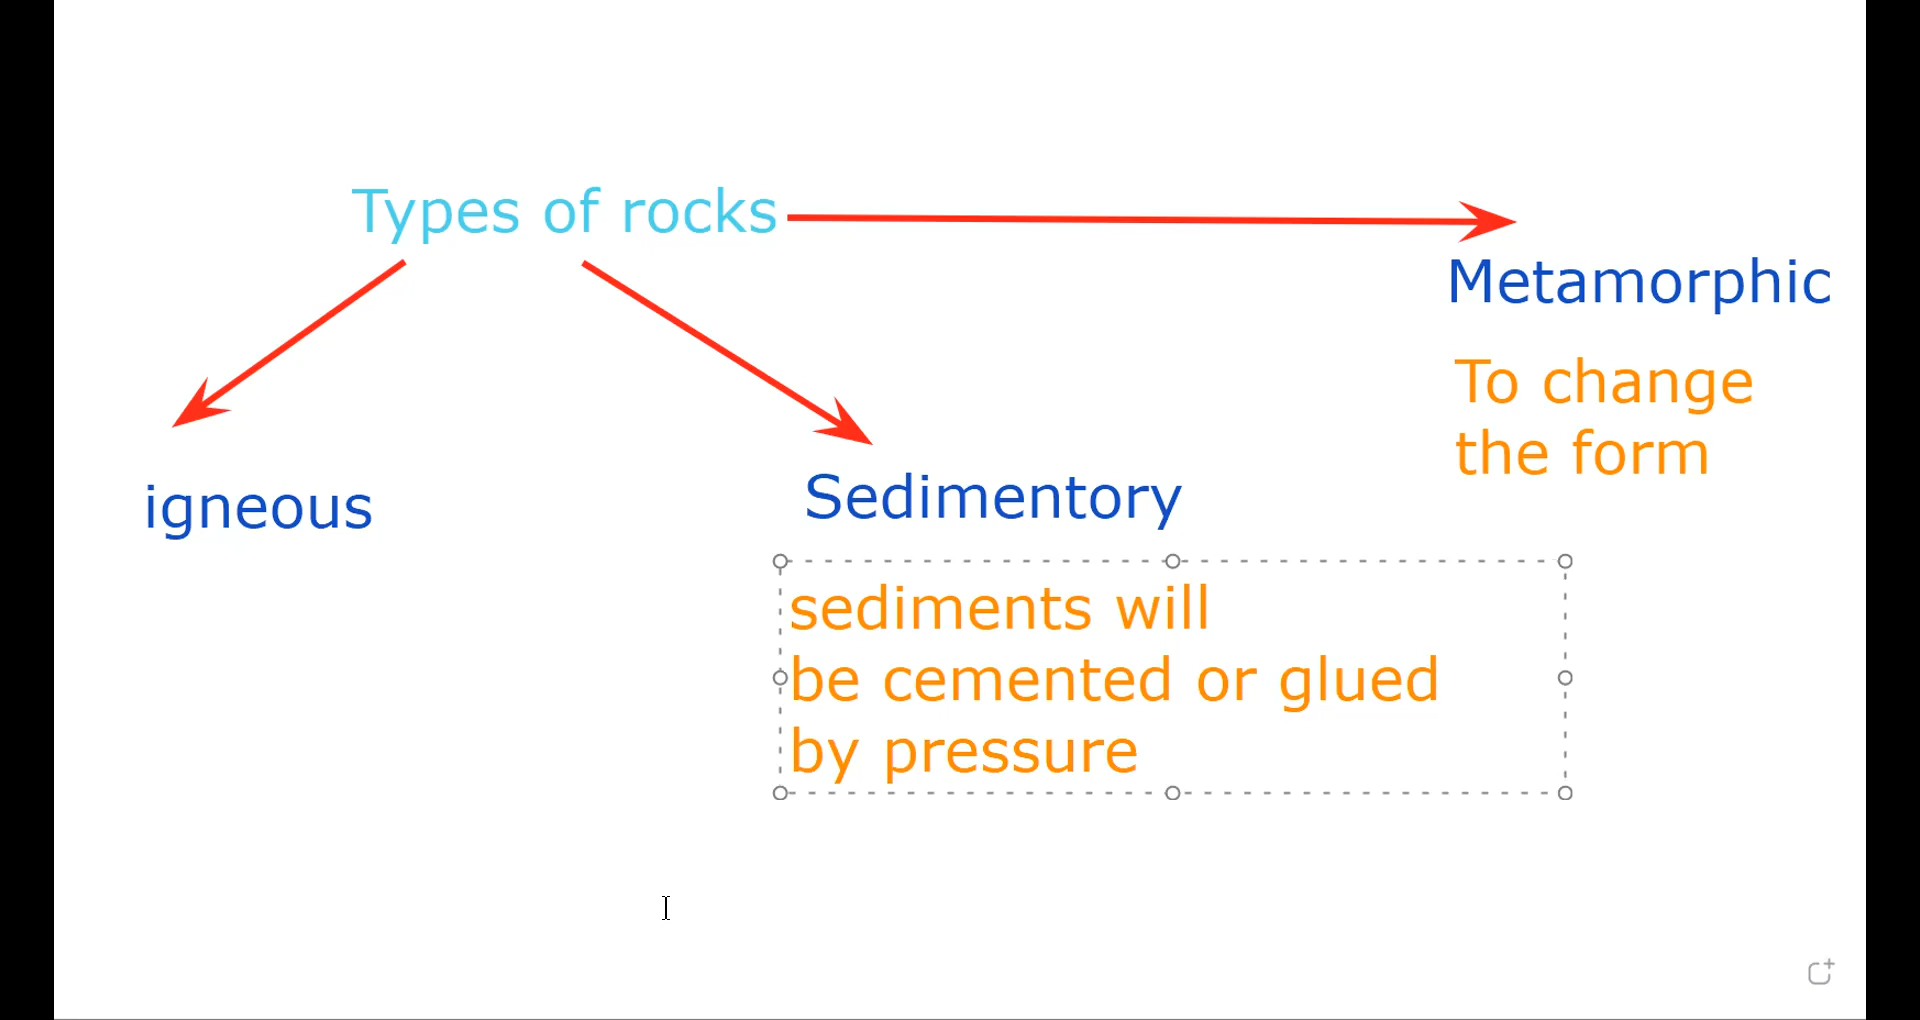 Types of rocks
Metamorphic
To change
the form
igneous
Sedimentory
sediments will
be cemented or glued
by pressure